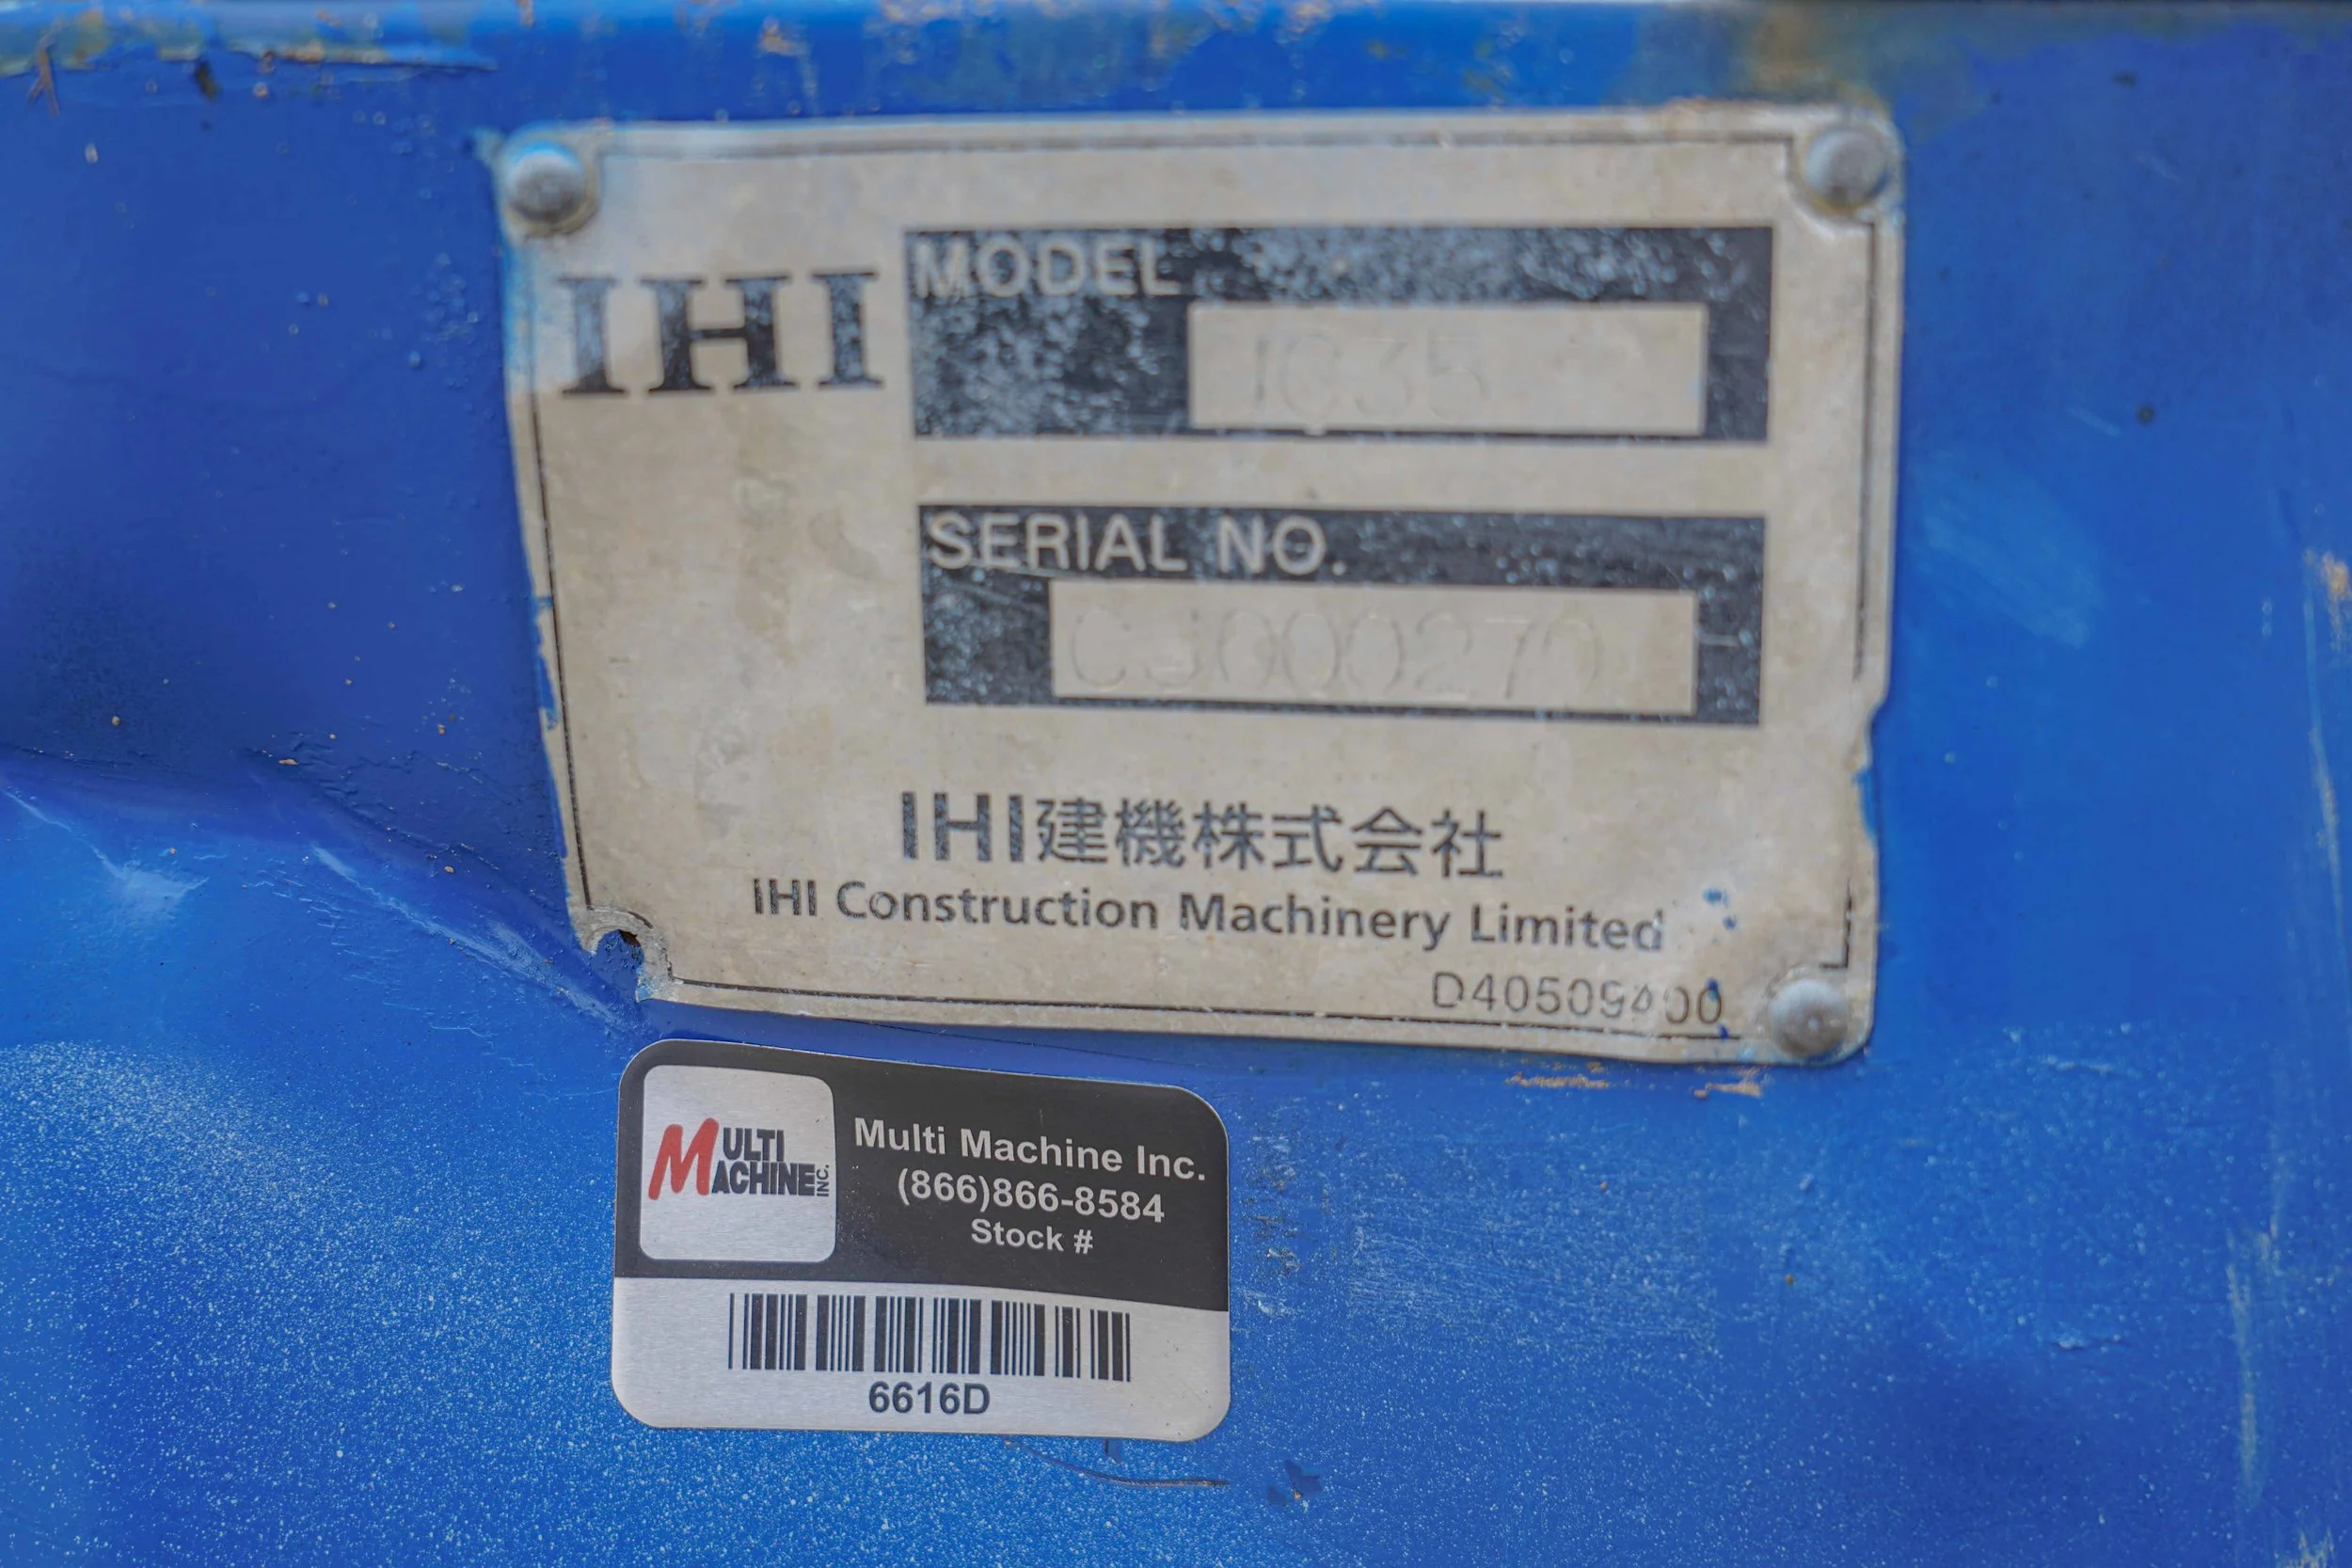 IHI
MODEL
IC35
SERIAL NO.
CJ000270
IHI建機株式会社
IHI Construction Machinery Limited
D40509400
MULTI
MACHINE INC.
Multi Machine Inc.
(866)866-8584
Stock #
6616D